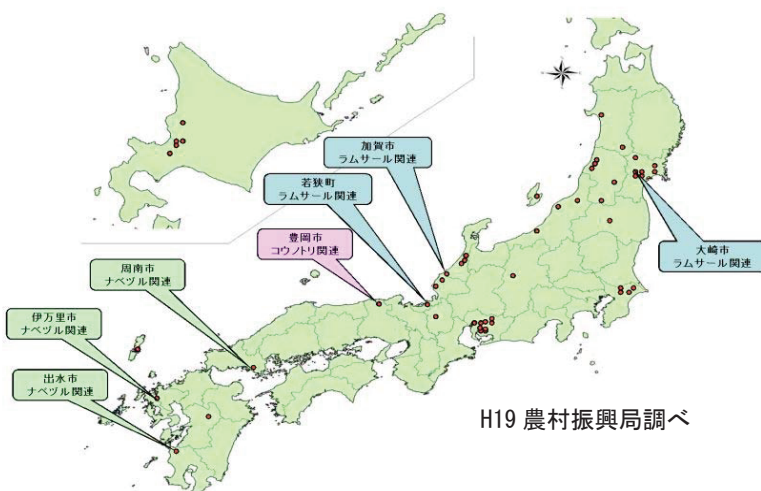 加賀市
ラムサール関連
若狭町
ラムサール関連
豊岡市
コウノトリ関連
大崎市
ラムサール関連
周南市
ナベヅル関連
伊万里市
ナベヅル関連
出水市
ナベヅル関連
H19 農村振興局調べ